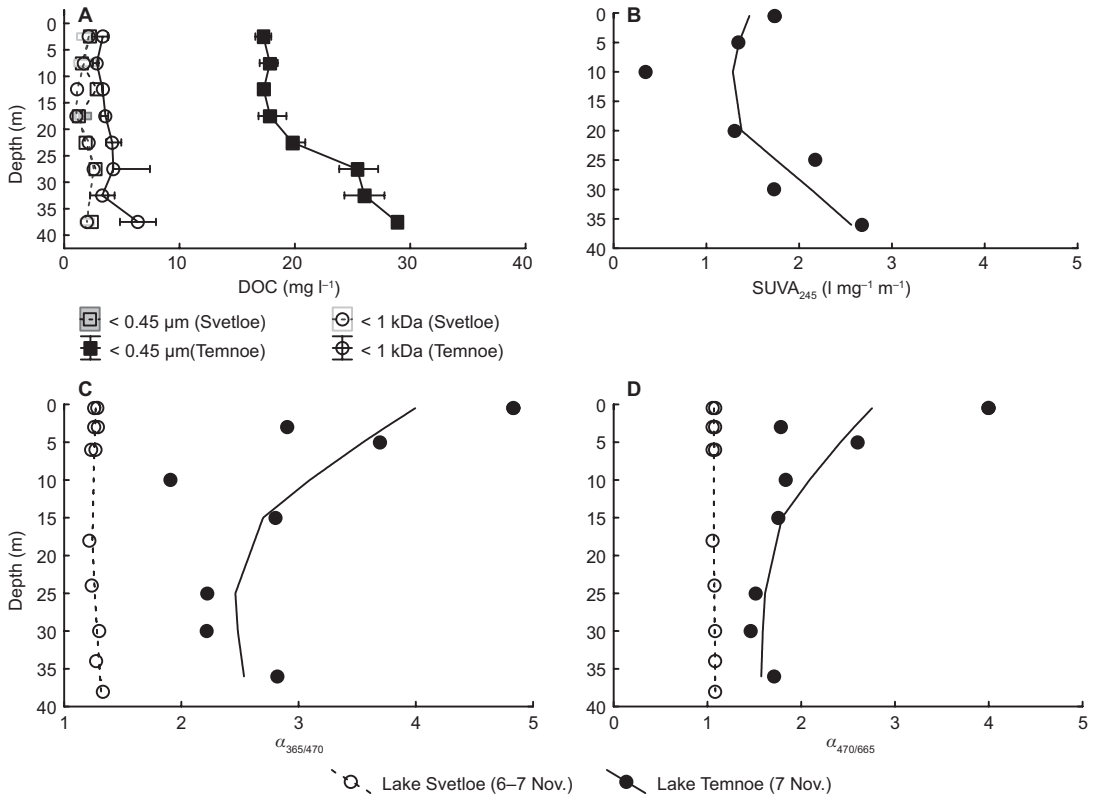 A
0
5
10
15
20
25
30
35
40
Depth (m)
0 10 20 30 40
DOC (mg l⁻¹)
B
0
5
10
15
20
25
30
35
40
0 1 2 3 4 5
SUVA₂₄₅ (l mg⁻¹ m⁻¹)
< 0.45 µm (Svetloe)
< 1 kDa (Svetloe)
< 0.45 µm(Temnoe)
< 1 kDa (Temnoe)
C
0
5
10
15
20
25
30
35
40
Depth (m)
1 2 3 4 5
α₃₆₅/₄₇₀
D
0
5
10
15
20
25
30
35
40
0 1 2 3 4 5
α₄₇₀/₆₆₅
Lake Svetloe (6–7 Nov.)
Lake Temnoe (7 Nov.)